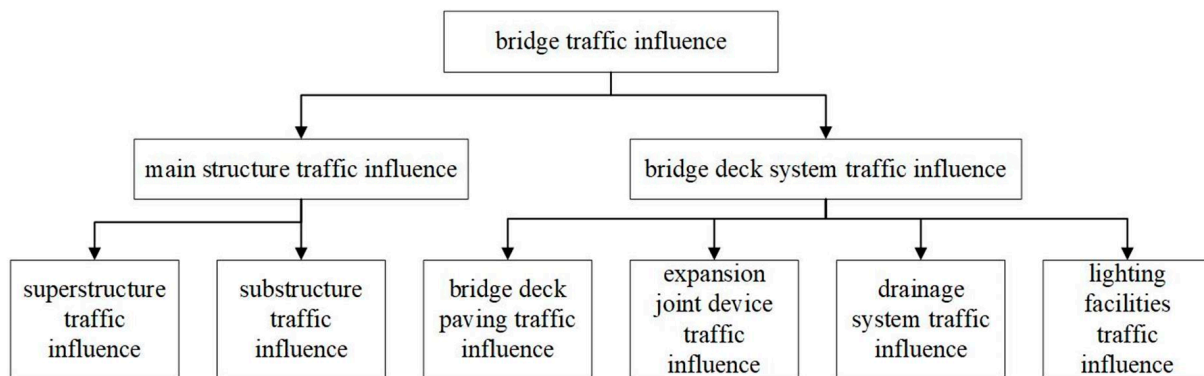 bridge traffic influence
main structure traffic influence
bridge deck system traffic influence
superstructure
traffic
influence
substructure
traffic
influence
bridge deck
paving traffic
influence
expansion
joint device
traffic
influence
drainage
system traffic
influence
lighting
facilities
traffic
influence